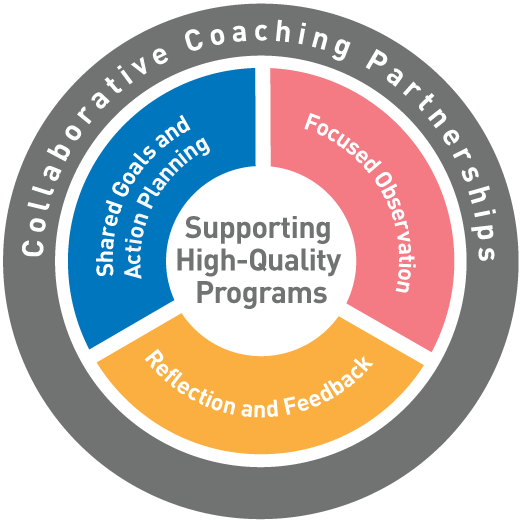 Collaborative Coaching Partnerships
Shared Goals and
Action Planning
Focused Observation
Supporting
High-Quality
Programs
Reflection and Feedback